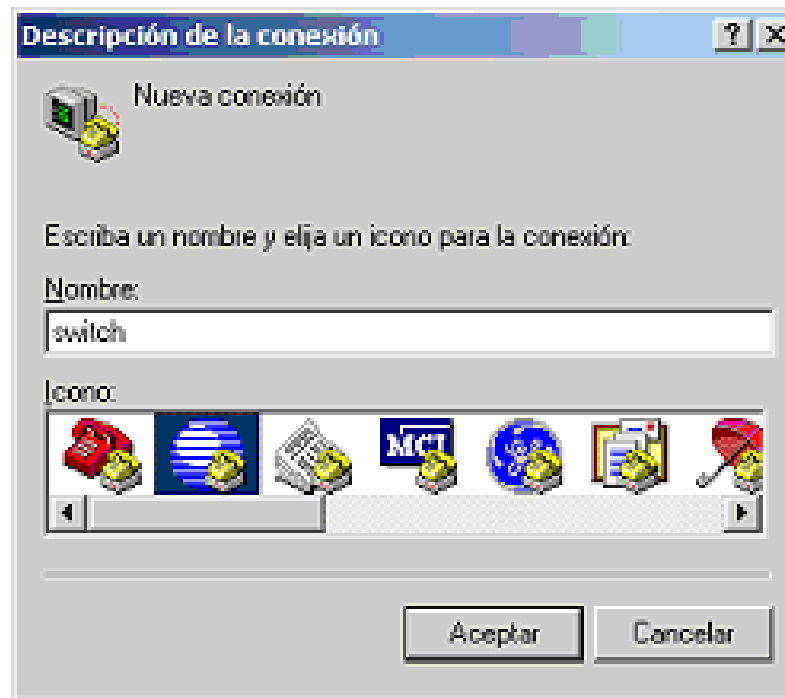 Descripción de la conexión
Nueva conexión
Escriba un nombre y elija un icono para la conexión:
Nombre:
switch
Icono:
MCI
Aceptar
Cancelar